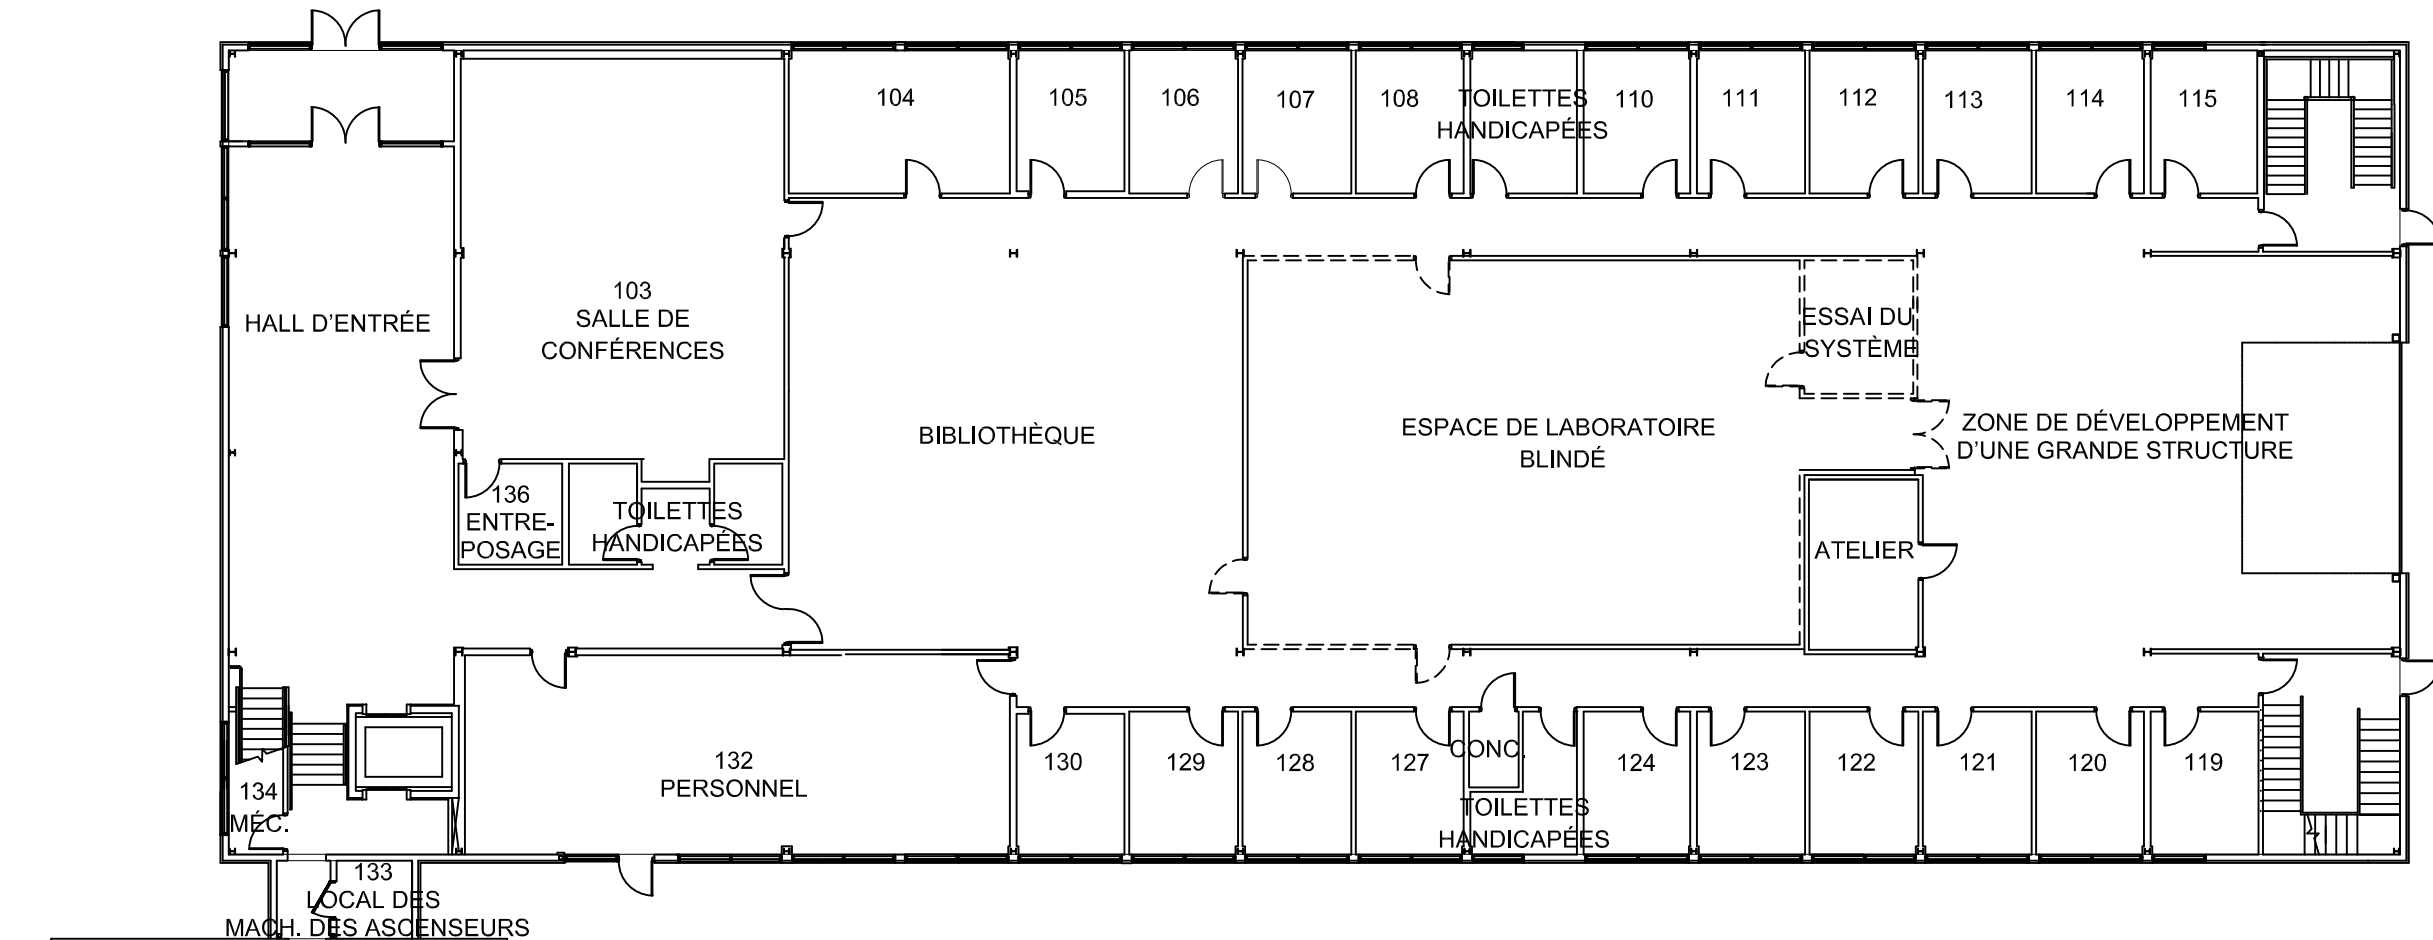 104
105
106
107
108
TOILETTES
HANDICAPÉES
110
111
112
113
114
115
HALL D'ENTRÉE
103
SALLE DE
CONFÉRENCES
ESSAI DU
SYSTÈME
BIBLIOTHÈQUE
ESPACE DE LABORATOIRE
BLINDÉ
ZONE DE DÉVELOPPEMENT
D'UNE GRANDE STRUCTURE
136
ENTRE-
POSAGE
TOILETTES
HANDICAPÉES
ATELIER
134
MÉC.
132
PERSONNEL
130
129
128
127
CONC.
TOILETTES
HANDICAPÉES
124
123
122
121
120
119
133
LOCAL DES
MACH. DES ASCENSEURS